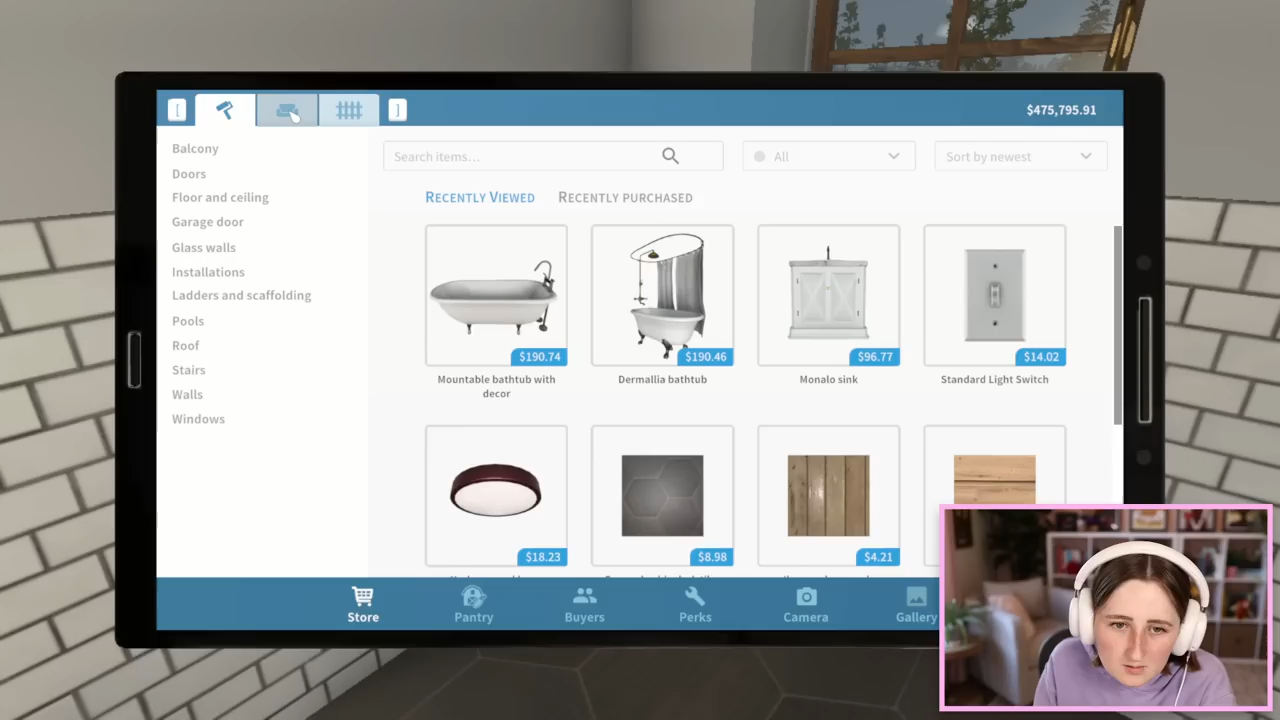 [
]
$475,795.91
Balcony
Doors
Floor and ceiling
Garage door
Glass walls
Installations
Ladders and scaffolding
Pools
Roof
Stairs
Walls
Windows
Search items...
All
Sort by newest
Recently Viewed
Recently purchased
$190.74
Mountable bathtub with
decor
$190.46
Dermallia bathtub
$96.77
Monalo sink
$14.02
Standard Light Switch
$18.23
$8.98
$4.21
Store
Pantry
Buyers
Perks
Camera
Gallery